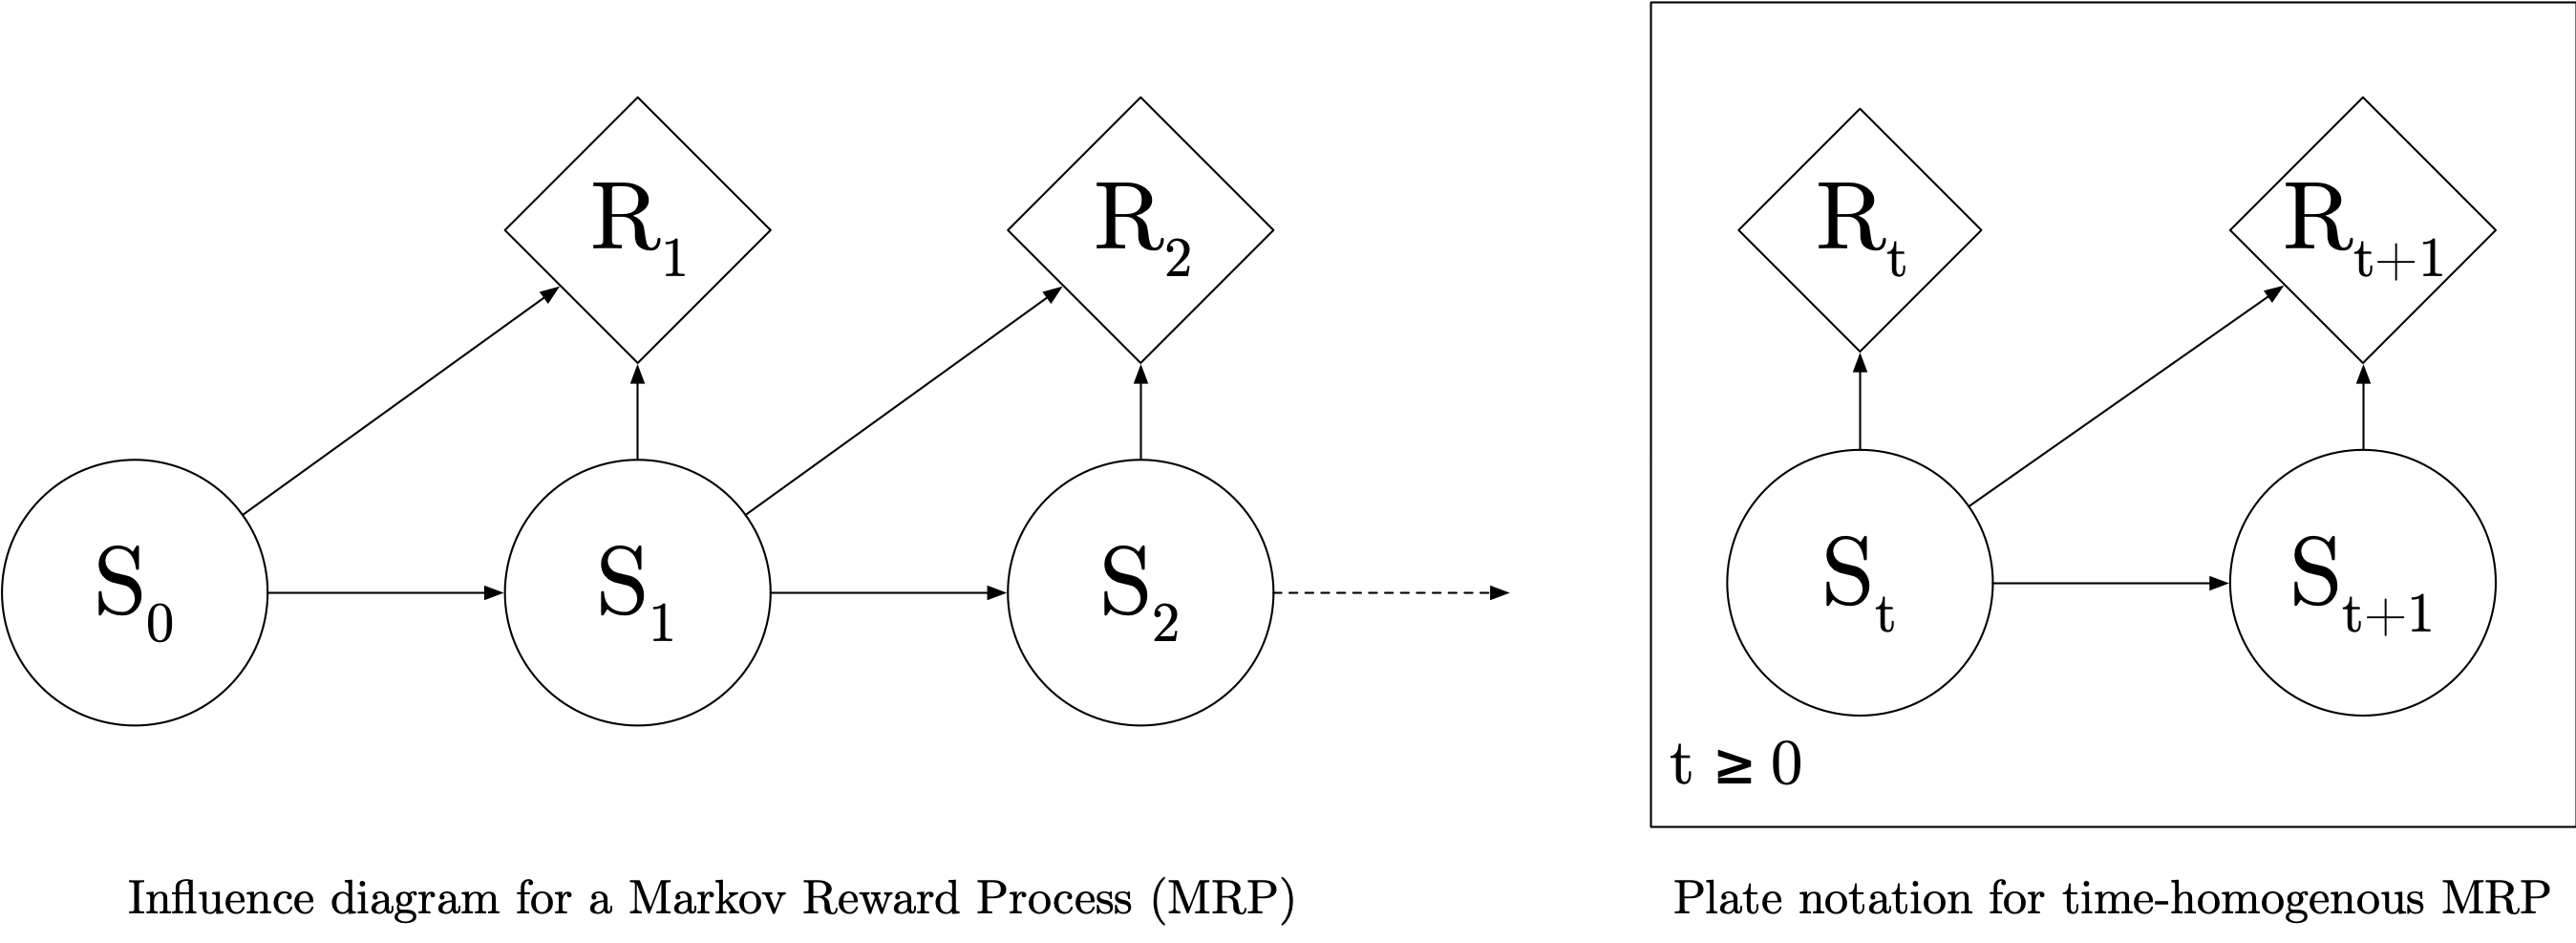 R₁ R₂
S₀ S₁ S₂
Influence diagram for a Markov Reward Process (MRP)
Rₜ Rₜ₊₁
Sₜ Sₜ₊₁
t ≥ 0
Plate notation for time-homogenous MRP